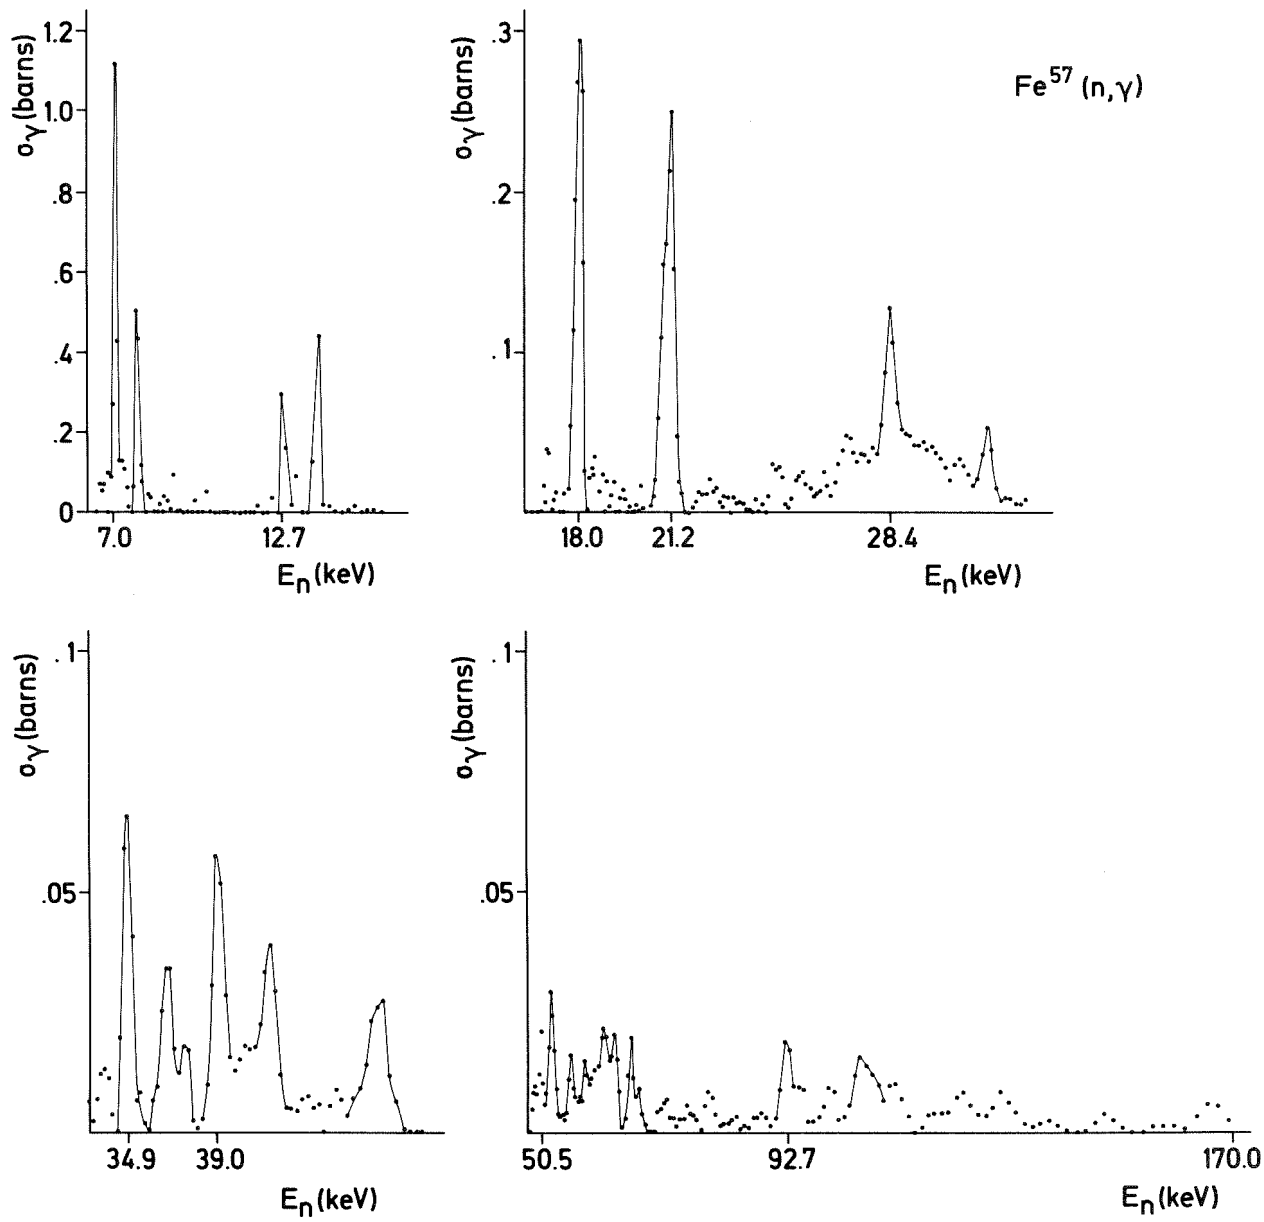 σγ (barns)
1.2
1.0
.8
.6
.4
.2
0
7.0 12.7
En (keV)
σγ (barns)
.3
.2
.1
18.0 21.2 28.4
En (keV)
Fe57 (n,γ)
σγ (barns)
.1
.05
34.9 39.0
En (keV)
σγ (barns)
.1
.05
50.5 92.7 170.0
En (keV)